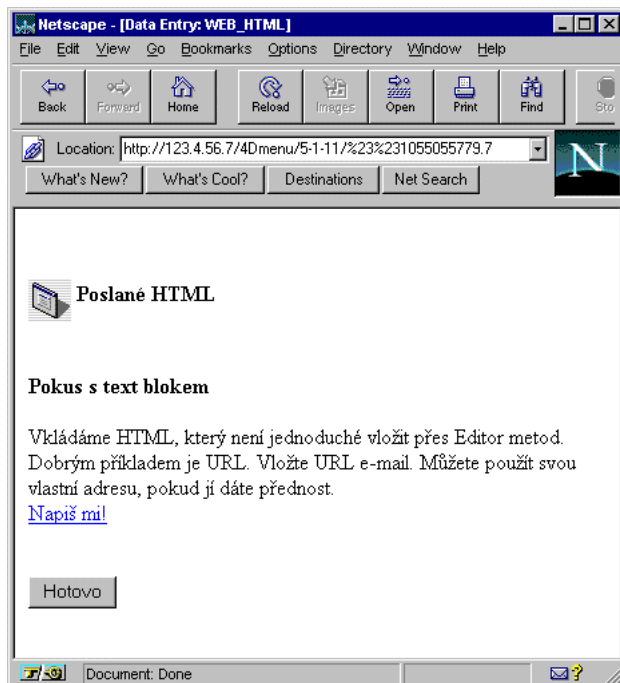 Netscape - [Data Entry: WEB_HTML]
File Edit View Go Bookmarks Options Directory Window Help
Back Forward Home Reload Images Open Print Find Sto
Location: http://123.4.56.7/4Dmenu/5-1-11/%23%231055055779.7
N
What's New? What's Cool? Destinations Net Search
Poslané HTML
Pokus s text blokem
Vkládáme HTML, který není jednoduché vložit přes Editor metod.
Dobrým příkladem je URL. Vložte URL e-mail. Můžete použít svou
vlastní adresu, pokud jí dáte přednost.
Napiš mi!
Hotovo
Document: Done